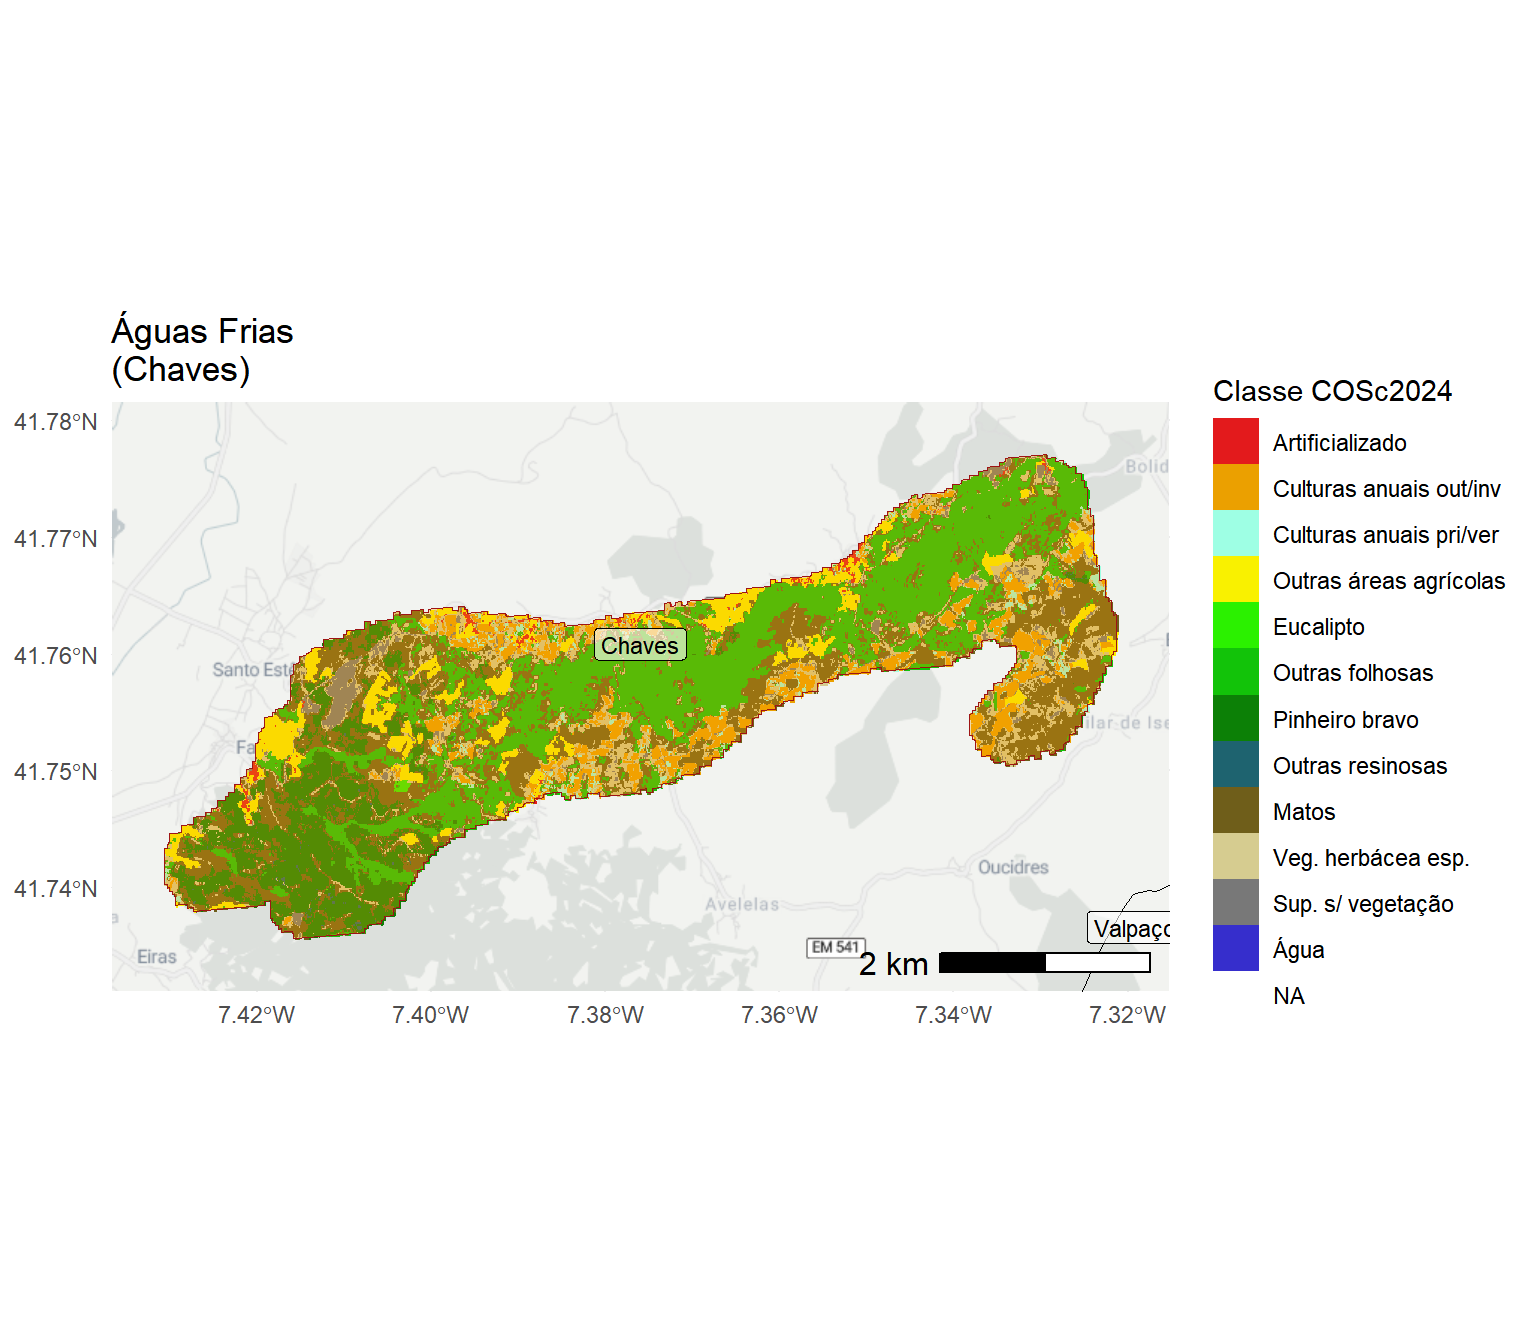 Águas Frias
(Chaves)
41.78°N
41.77°N
41.76°N
41.75°N
41.74°N
7.42°W
7.40°W
7.38°W
7.36°W
7.34°W
7.32°W
Bolid
Santo Esté
Chaves
Fa
ilar de Ise
Oucidres
Avelelas
Valpaço
EM 541
Eiras
2 km
Classe COSc2024
Artificializado
Culturas anuais out/inv
Culturas anuais pri/ver
Outras áreas agrícolas
Eucalipto
Outras folhosas
Pinheiro bravo
Outras resinosas
Matos
Veg. herbácea esp.
Sup. s/ vegetação
Água
NA